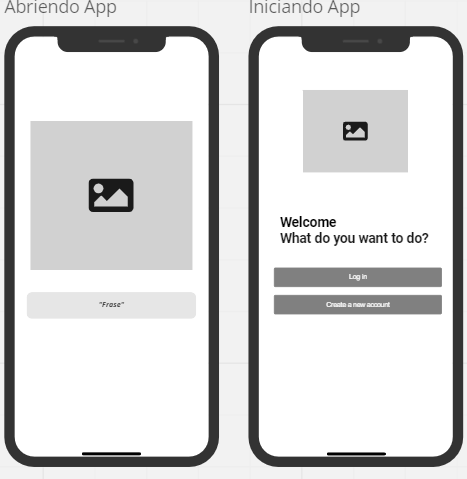 Abriendo App
Iniciando App
"Frase"
Welcome
What do you want to do?
Log in
Create a new account